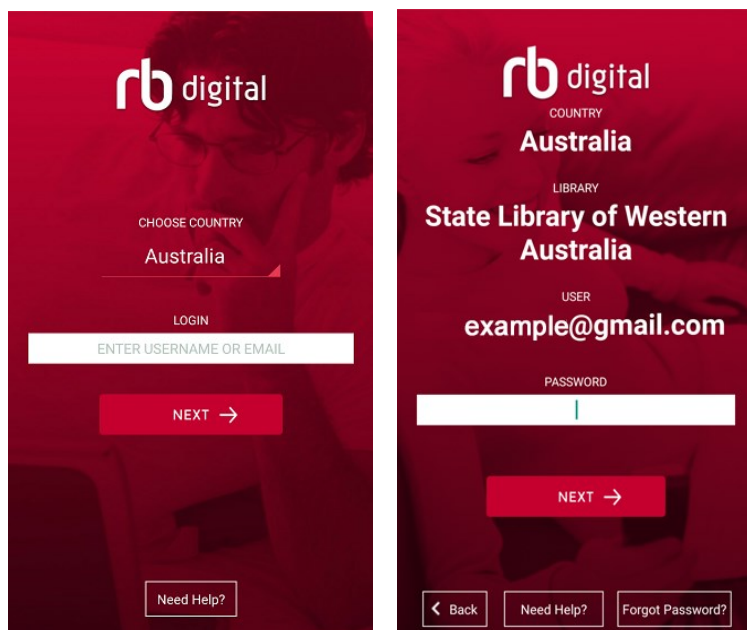 rb digital
CHOOSE COUNTRY
Australia
LOGIN
ENTER USERNAME OR EMAIL
NEXT →
Need Help?
rb digital
COUNTRY
Australia
LIBRARY
State Library of Western
Australia
USER
example@gmail.com
PASSWORD
NEXT →
Back
Need Help?
Forgot Password?